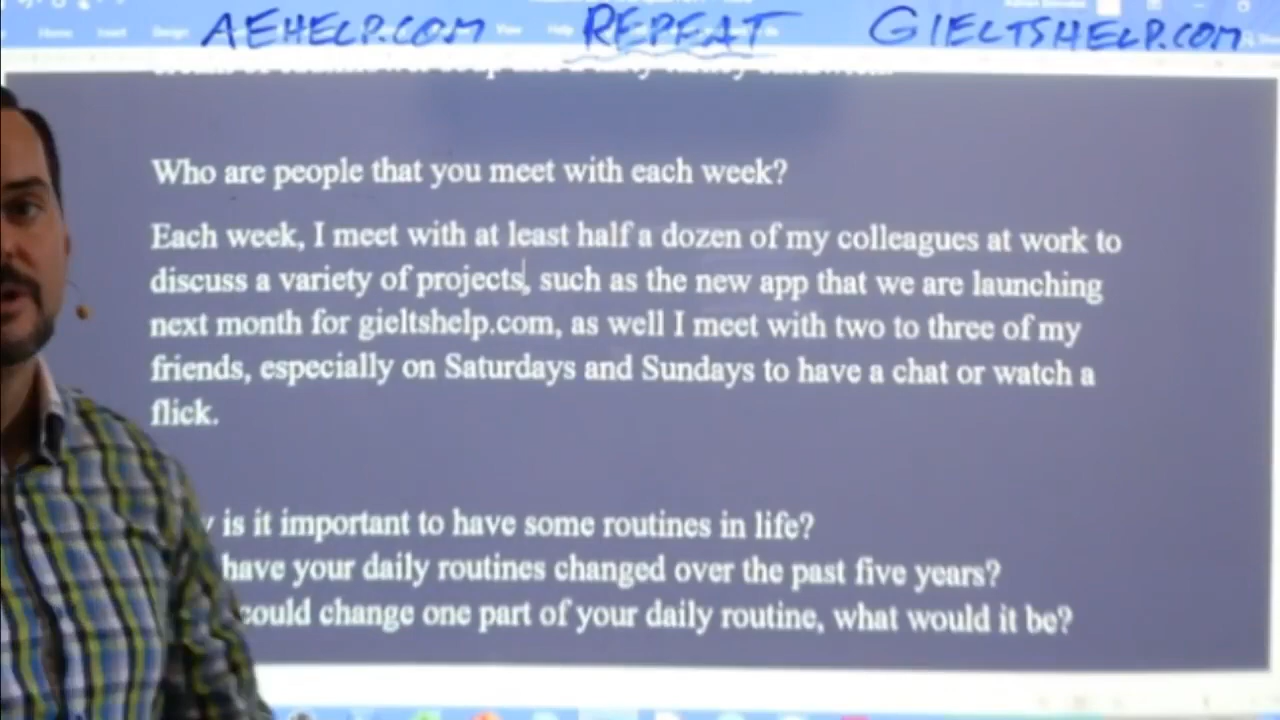 AEHELP.COM REPEAT GIELTSHELP.COM
Who are people that you meet with each week?
Each week, I meet with at least half a dozen of my colleagues at work to
discuss a variety of projects, such as the new app that we are launching
next month for gieltshelp.com, as well I meet with two to three of my
friends, especially on Saturdays and Sundays to have a chat or watch a
flick.
is it important to have some routines in life?
have your daily routines changed over the past five years?
could change one part of your daily routine, what would it be?